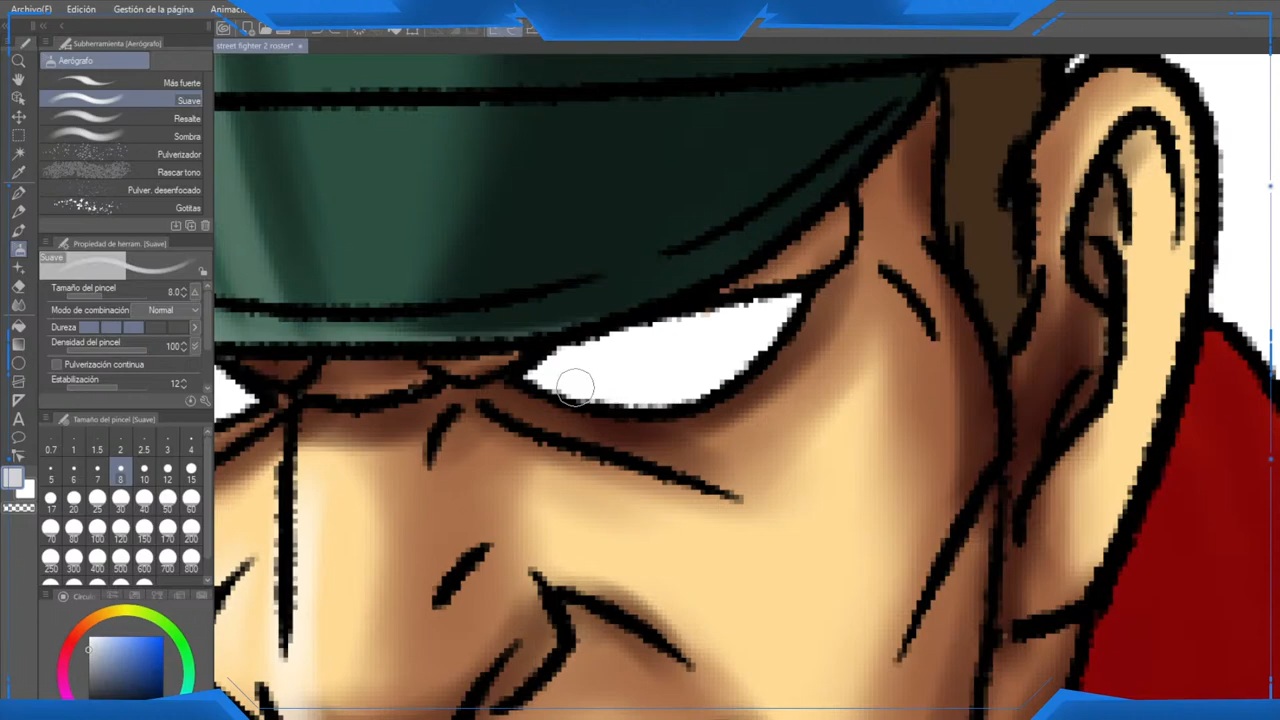 Archivo(F) Edición Gestión de la página Animació
Subherramienta (Aerógrafo)
street fighter 2 roster*
Aerógrafo
Más fuerte
Suave
Resalte
Sombra
Pulverizador
Rascar tono
Pulver. desenfocado
Gotitas
Propiedad de herram. [Suave]
Suave
Tamaño del pincel 8.0
Modo de combinación Normal
Dureza
Densidad del pincel 100
Pulverización continua
Estabilización 12
Tamaño del pincel [Suave]
0.7 1 2 2.5 3 4
5 6 7 8 10 12 15
17 20 25 30 40 50 60
70 80 100 120 150 170 200
250 300 400 500 600 700 800
Círcul